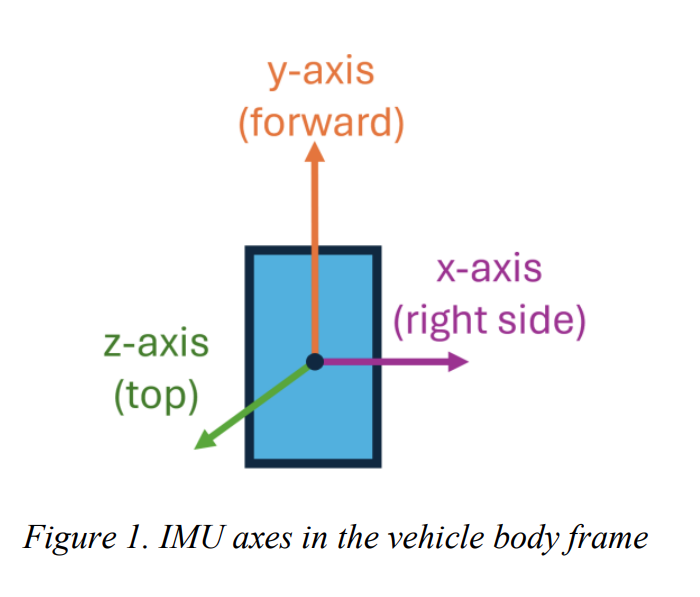 y-axis
(forward)
x-axis
(right side)
z-axis
(top)
Figure 1. IMU axes in the vehicle body frame